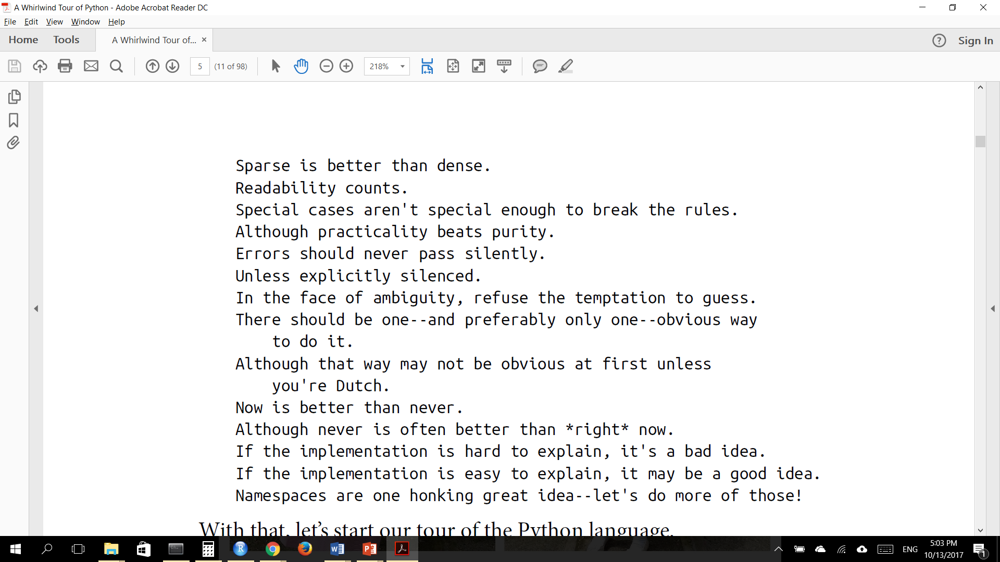 A Whirlwind Tour of Python - Adobe Acrobat Reader DC
File Edit View Window Help
Home Tools A Whirlwind Tour of... × ? Sign In
5 (11 of 98) 218%
Sparse is better than dense.
Readability counts.
Special cases aren't special enough to break the rules.
Although practicality beats purity.
Errors should never pass silently.
Unless explicitly silenced.
In the face of ambiguity, refuse the temptation to guess.
There should be one--and preferably only one--obvious way
to do it.
Although that way may not be obvious at first unless
you're Dutch.
Now is better than never.
Although never is often better than *right* now.
If the implementation is hard to explain, it's a bad idea.
If the implementation is easy to explain, it may be a good idea.
Namespaces are one honking great idea--let's do more of those!
With that, let’s start our tour of the Python language.
ENG
5:03 PM
10/13/2017
1